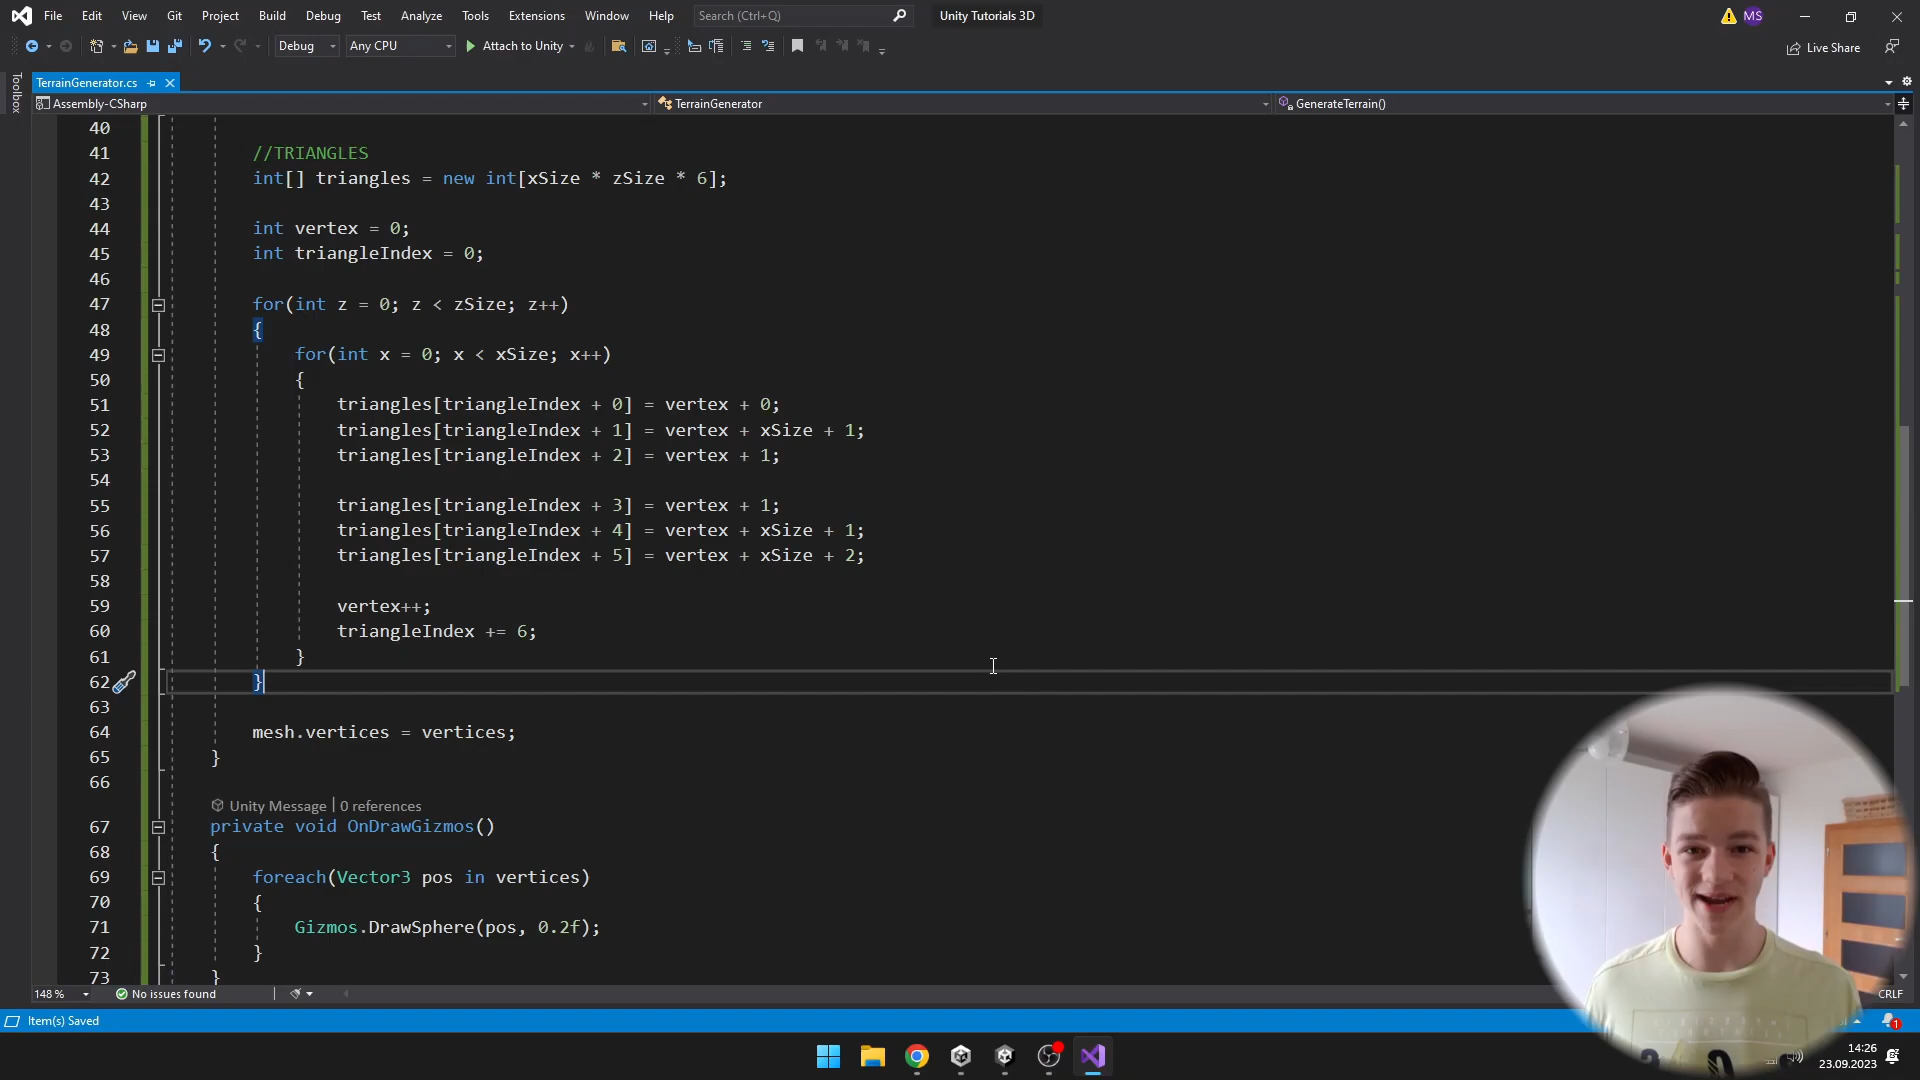 File Edit View Git Project Build Debug Test Analyze Tools Extensions Window Help Search (Ctrl+Q) Unity Tutorials 3D MS
Debug Any CPU Attach to Unity Live Share
Toolbox
TerrainGenerator.cs
Assembly-CSharp TerrainGenerator GenerateTerrain()
40
41 //TRIANGLES
42 int[] triangles = new int[xSize * zSize * 6];
43
44 int vertex = 0;
45 int triangleIndex = 0;
46
47 for(int z = 0; z < zSize; z++)
48 {
49 for(int x = 0; x < xSize; x++)
50 {
51 triangles[triangleIndex + 0] = vertex + 0;
52 triangles[triangleIndex + 1] = vertex + xSize + 1;
53 triangles[triangleIndex + 2] = vertex + 1;
54
55 triangles[triangleIndex + 3] = vertex + 1;
56 triangles[triangleIndex + 4] = vertex + xSize + 1;
57 triangles[triangleIndex + 5] = vertex + xSize + 2;
58
59 vertex++;
60 triangleIndex += 6;
61 }
62 }
63
64 mesh.vertices = vertices;
65 }
66
Unity Message | 0 references
67 private void OnDrawGizmos()
68 {
69 foreach(Vector3 pos in vertices)
70 {
71 Gizmos.DrawSphere(pos, 0.2f);
72 }
73 }
148 % No issues found CRLF
Item(s) Saved 1
14:26
23.09.2023